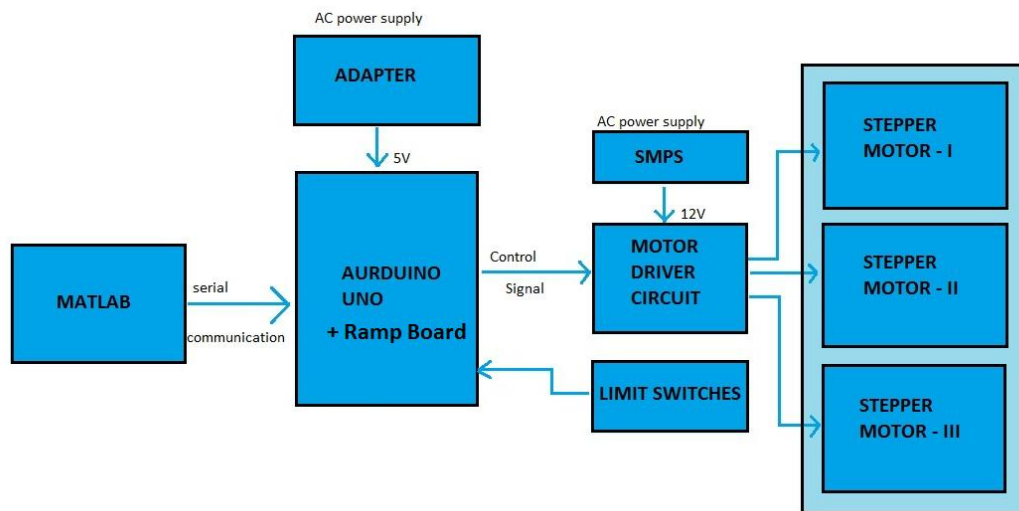 AC power supply
ADAPTER
5V
AC power supply
SMPS
12V
MATLAB
serial
communication
AURDUINO
UNO
+ Ramp Board
Control
Signal
MOTOR
DRIVER
CIRCUIT
LIMIT SWITCHES
STEPPER
MOTOR - I
STEPPER
MOTOR - II
STEPPER
MOTOR - III